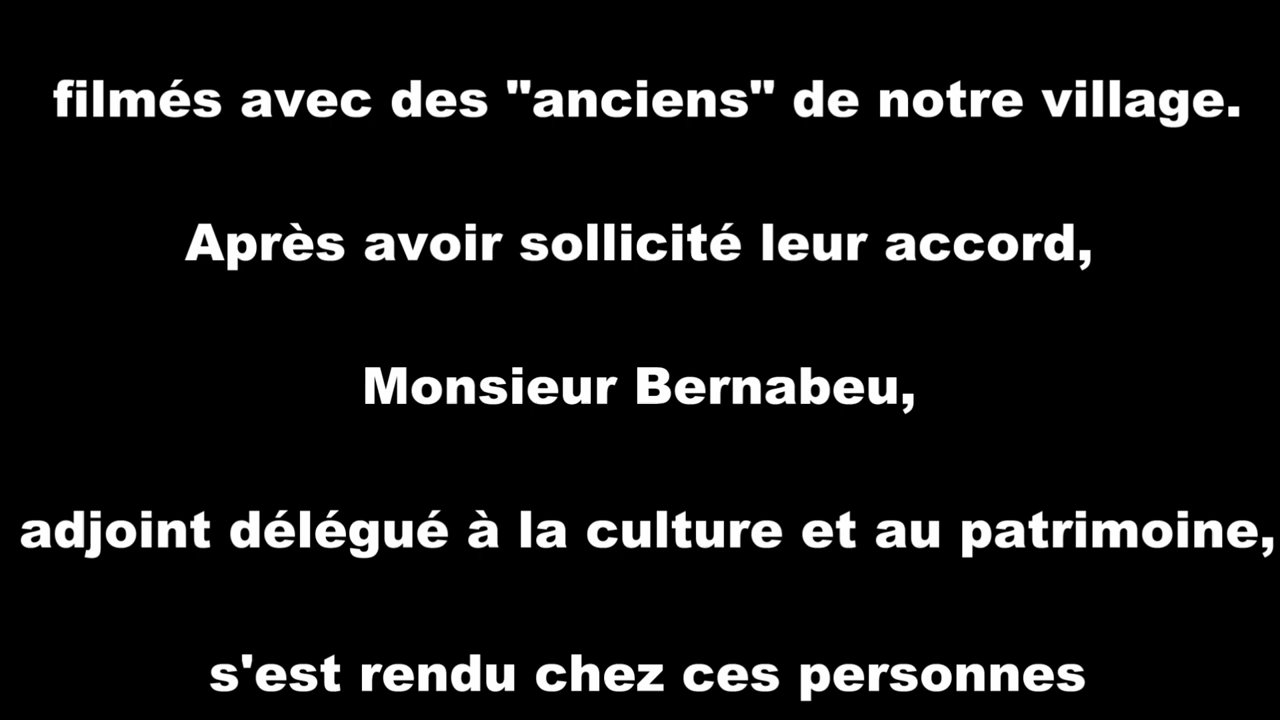 filmés avec des "anciens" de notre village.
Après avoir sollicité leur accord,
Monsieur Bernabeu,
adjoint délégué à la culture et au patrimoine,
s'est rendu chez ces personnes